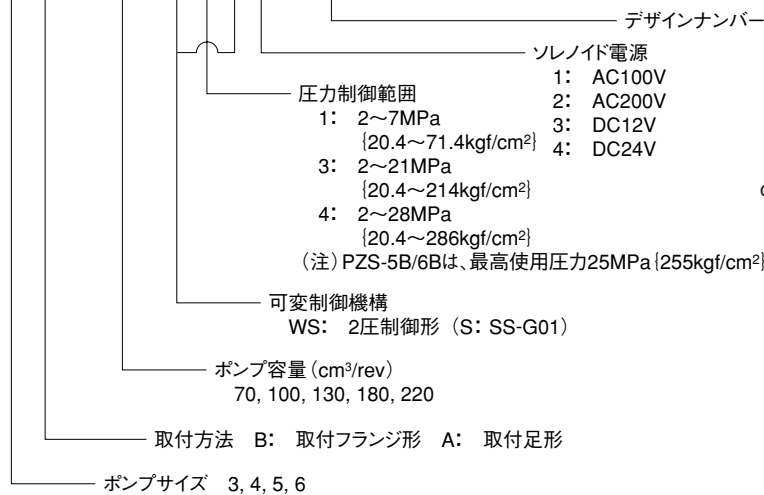 デザインナンバー
ソレノイド電源
1： AC100V
2： AC200V
3： DC12V
4： DC24V
圧力制御範囲
1： 2～7MPa
{20.4～71.4kgf/cm²}
3： 2～21MPa
{20.4～214kgf/cm²}
4： 2～28MPa
{20.4～286kgf/cm²}
（注）PZS-5B/6Bは、最高使用圧力25MPa{255kgf/cm²}
可変制御機構
WS： 2圧制御形（S：SS-G01）
ポンプ容量（cm³/rev）
70, 100, 130, 180, 220
取付方法 B： 取付フランジ形 A： 取付足形
ポンプサイズ 3, 4, 5, 6